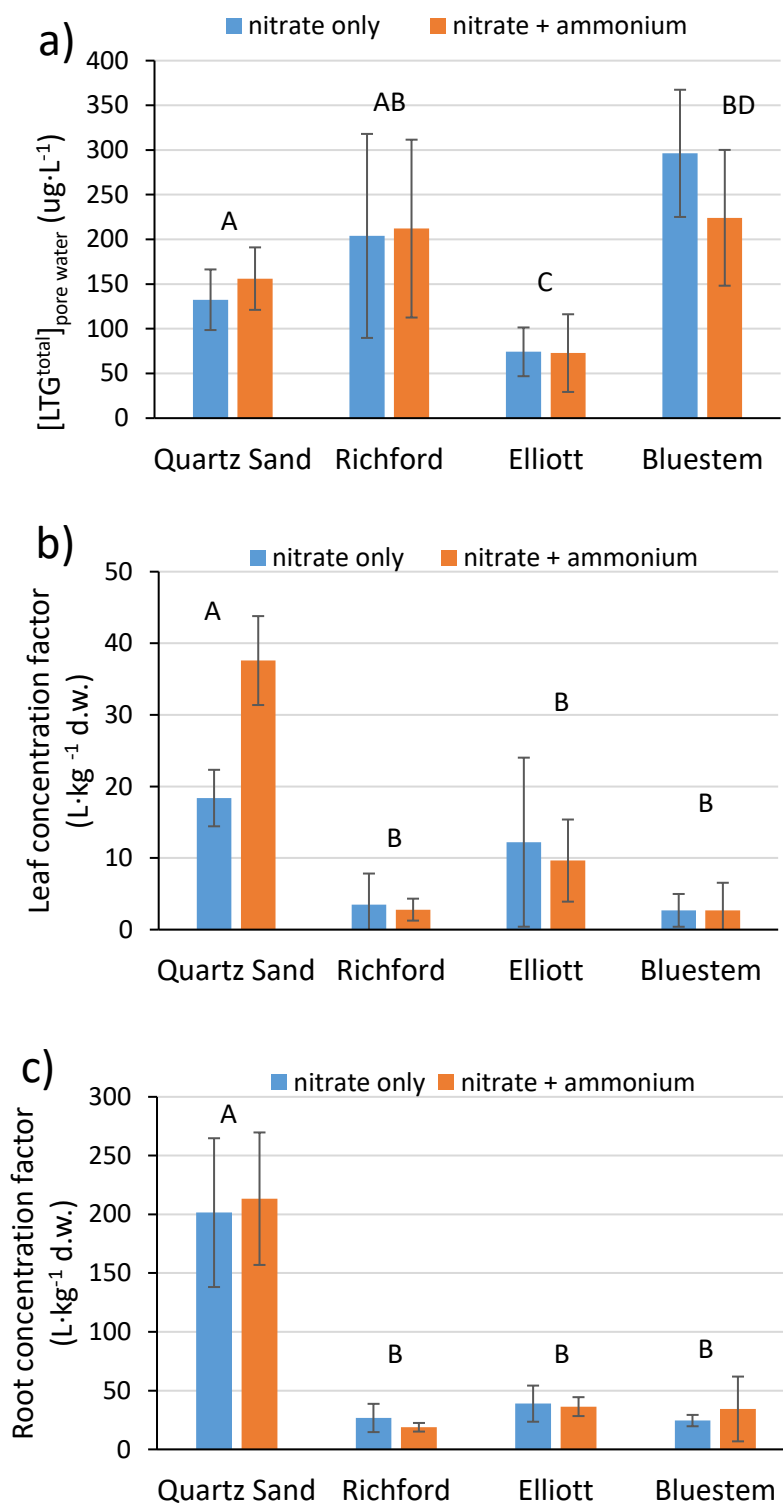 a)
nitrate only nitrate + ammonium
[LTG^total]_pore water (ug·L⁻¹)
400
350
300
250
200
150
100
50
0
A
AB
C
BD
Quartz Sand Richford Elliott Bluestem
b)
nitrate only nitrate + ammonium
Leaf concentration factor
(L·kg ⁻¹ d.w.)
50
40
30
20
10
0
A
B
B
B
Quartz Sand Richford Elliott Bluestem
c)
nitrate only nitrate + ammonium
Root concentration factor
(L·kg⁻¹ d.w.)
300
250
200
150
100
50
0
A
B
B
B
Quartz Sand Richford Elliott Bluestem